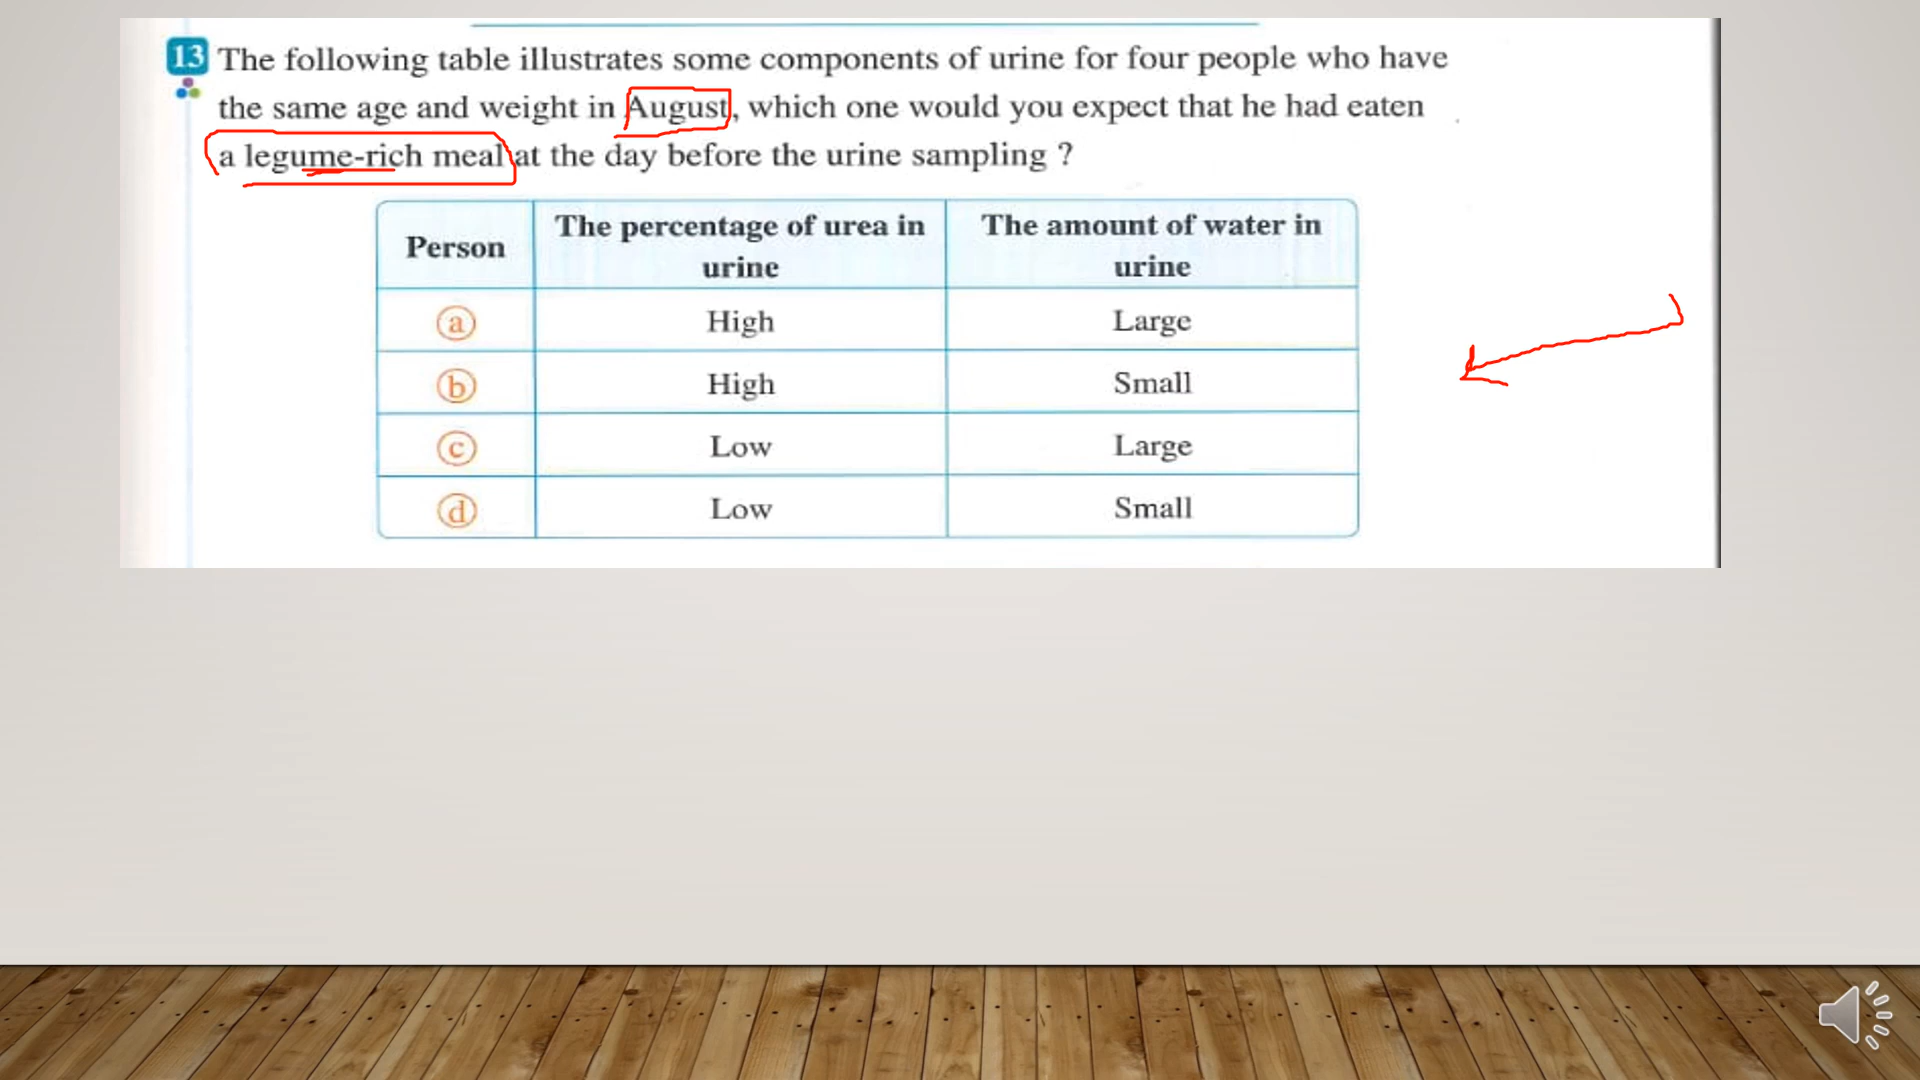 13 The following table illustrates some components of urine for four people who have
the same age and weight in August, which one would you expect that he had eaten
a legume-rich meal at the day before the urine sampling ?
Person | The percentage of urea in urine | The amount of water in urine
a | High | Large
b | High | Small
c | Low | Large
d | Low | Small